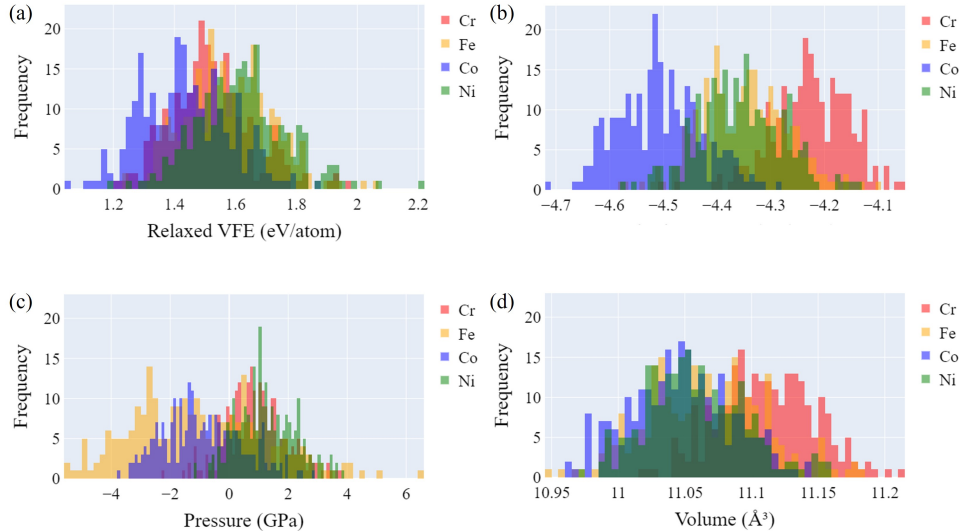 (a)
20
15
10
5
0
Frequency
1.2
1.4
1.6
1.8
2
2.2
Relaxed VFE (eV/atom)
Cr
Fe
Co
Ni
(b)
20
15
10
5
0
Frequency
−4.7
−4.6
−4.5
−4.4
−4.3
−4.2
−4.1
Cr
Fe
Co
Ni
(c)
20
15
10
5
0
Frequency
−4
−2
0
2
4
6
Pressure (GPa)
Cr
Fe
Co
Ni
(d)
20
15
10
5
0
Frequency
10.95
11
11.05
11.1
11.15
11.2
Volume (Å³)
Cr
Fe
Co
Ni